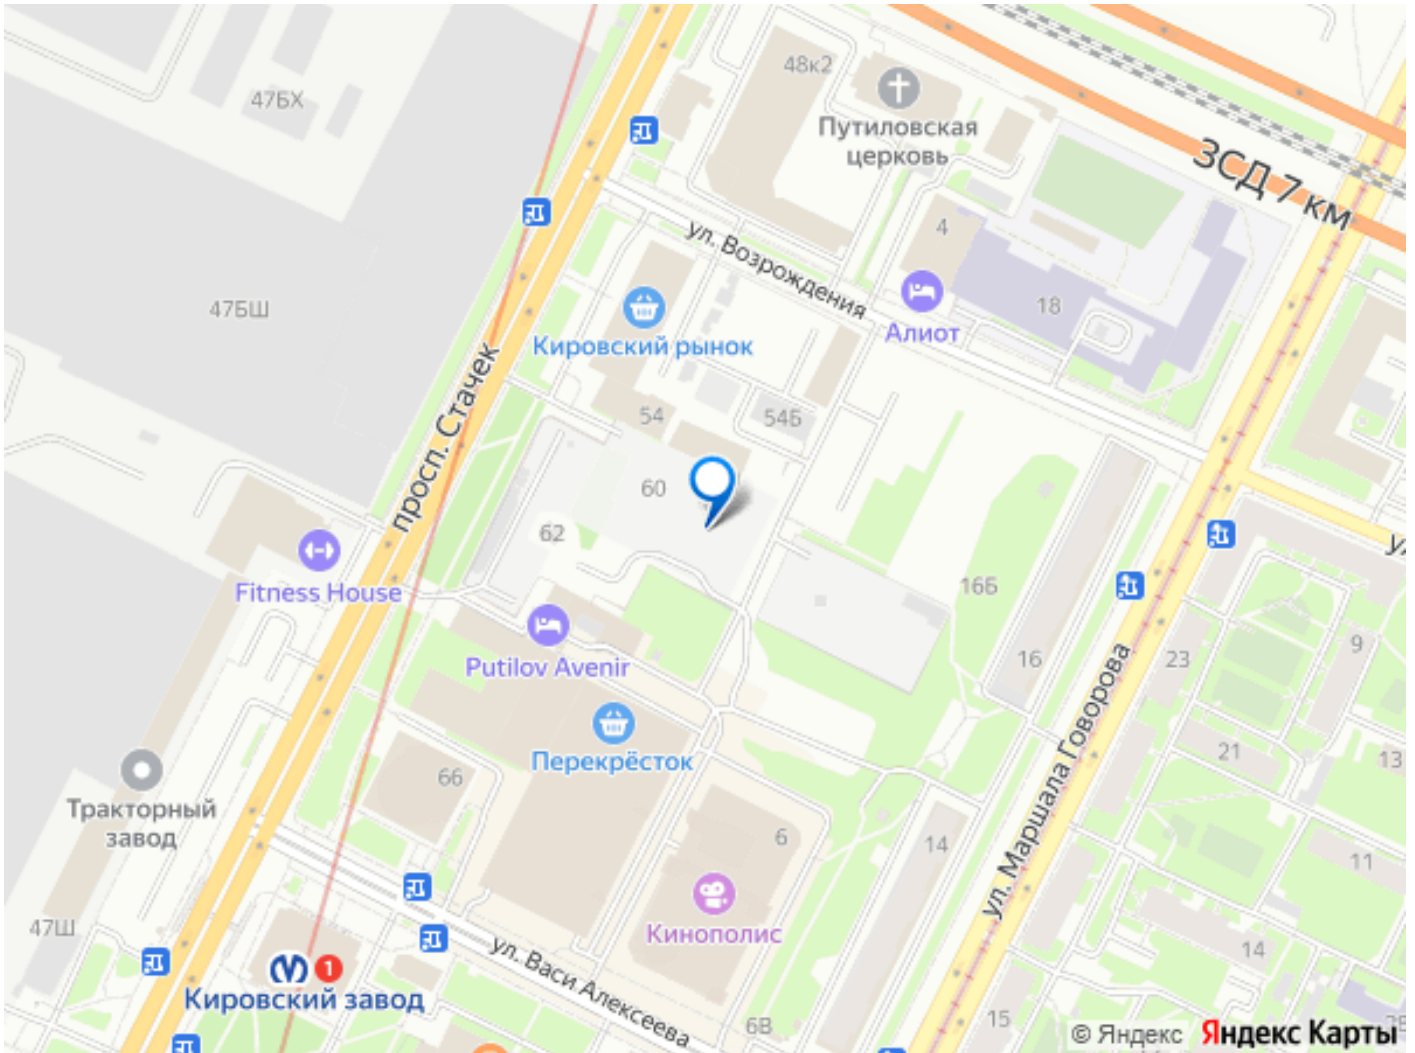 47БХ
48к2
Путиловская
церковь
ЗСД 7 км
4
47БШ
ул. Возрождения
18
Алиот
Кировский рынок
просп. Стачек
54
54Б
60
62
Fitness House
16Б
16
9
23
Putilov Avenir
ул. Маршала Говорова
21
13
Перекрёсток
66
Тракторный
завод
6
14
11
47Ш
Кинополис
ул. Васи Алексеева
14
1
Кировский завод
6В
15
© Яндекс Яндекс Карты